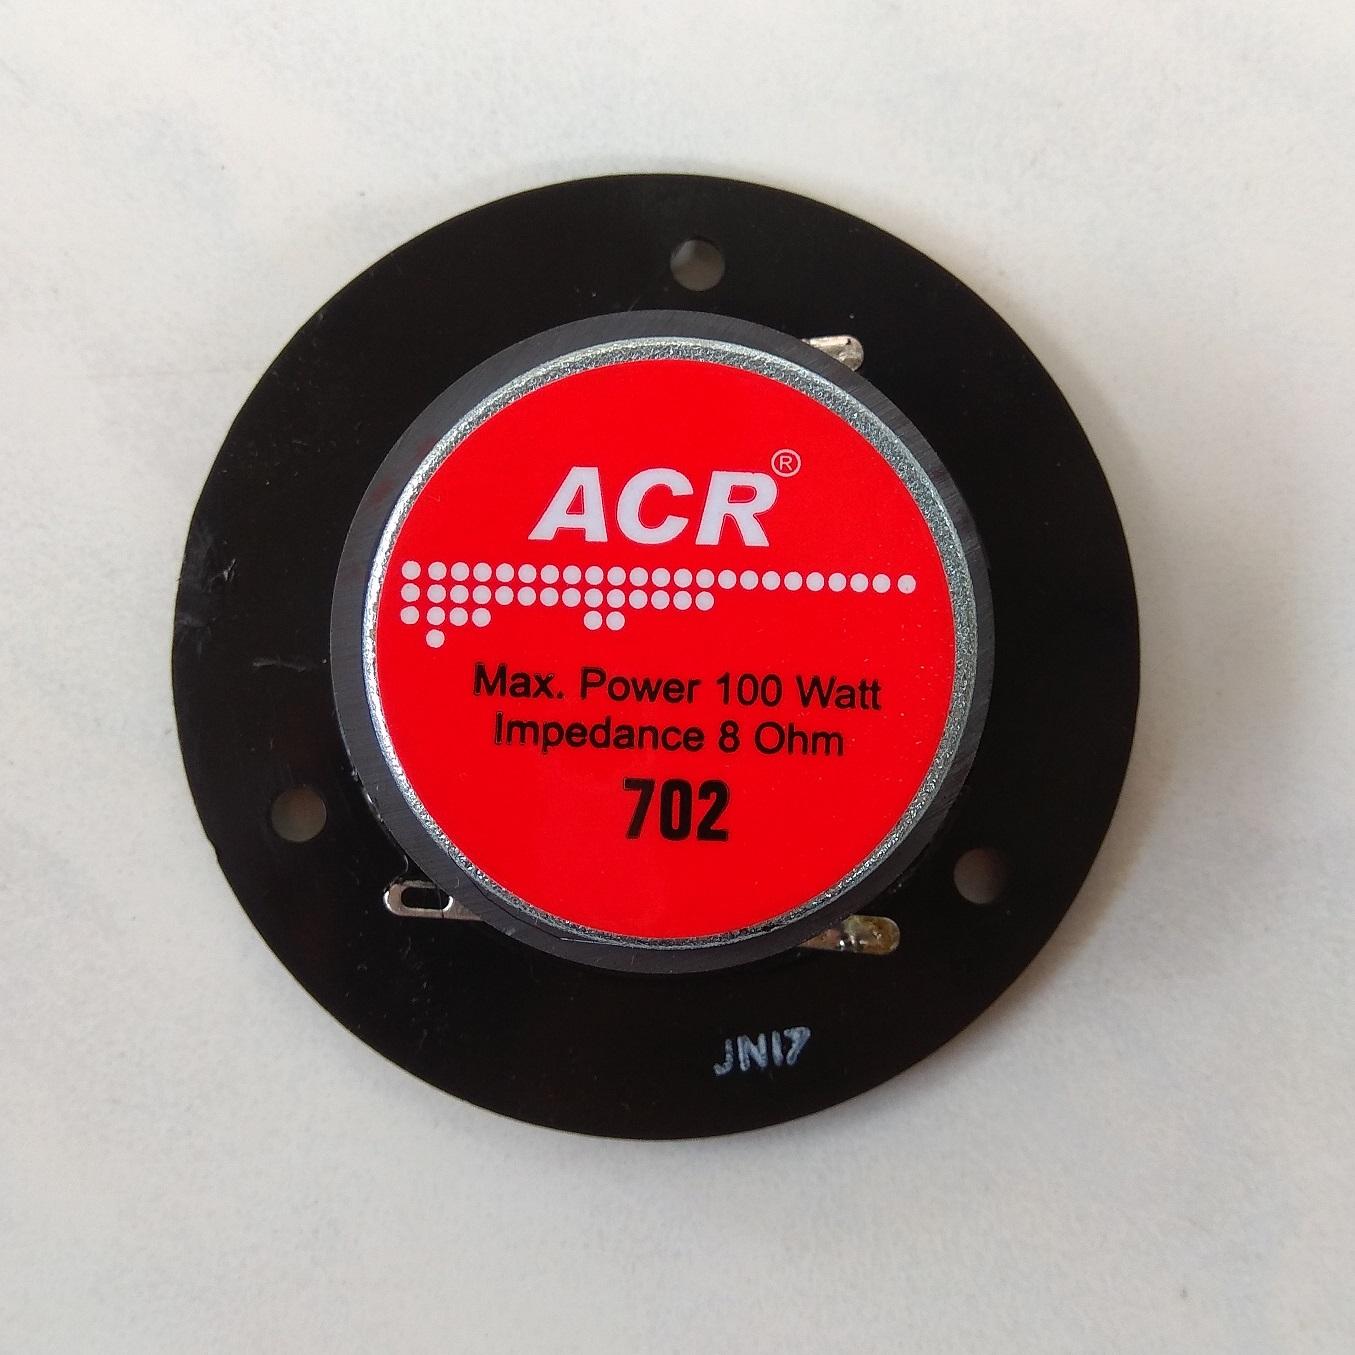 ACR®
Max. Power 100 Watt
Impedance 8 Ohm
702
JN17